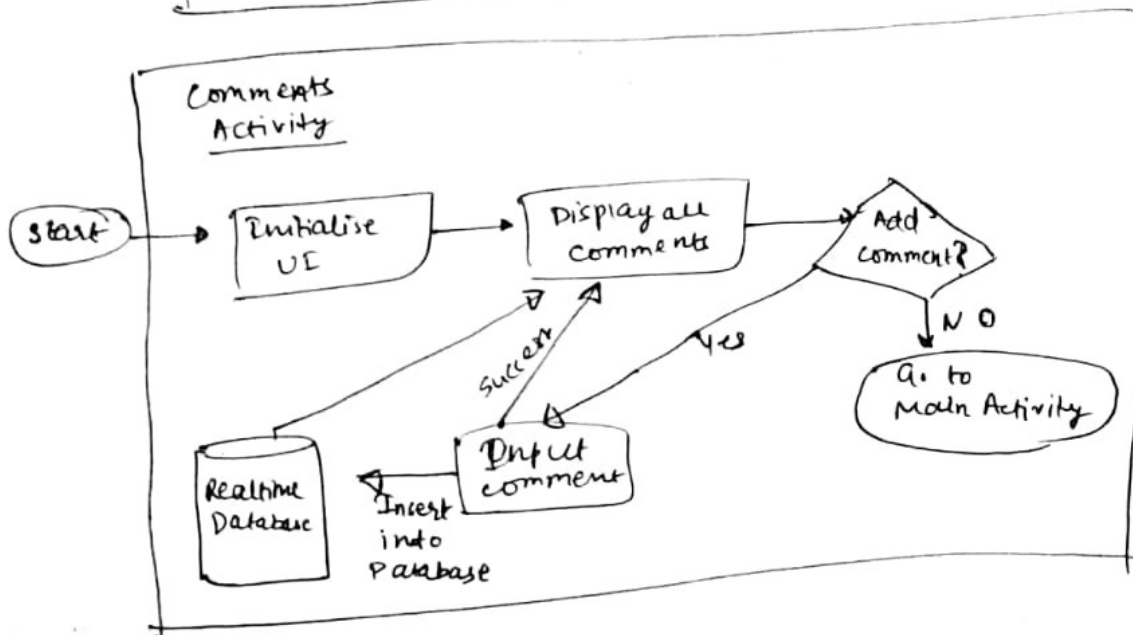 Comments
Activity
Start
Initialise
UI
Display all
comments
Add
comment?
Success
Yes
NO
Go to
Main Activity
Input
comment
Realtime
Database
Insert
into
Database